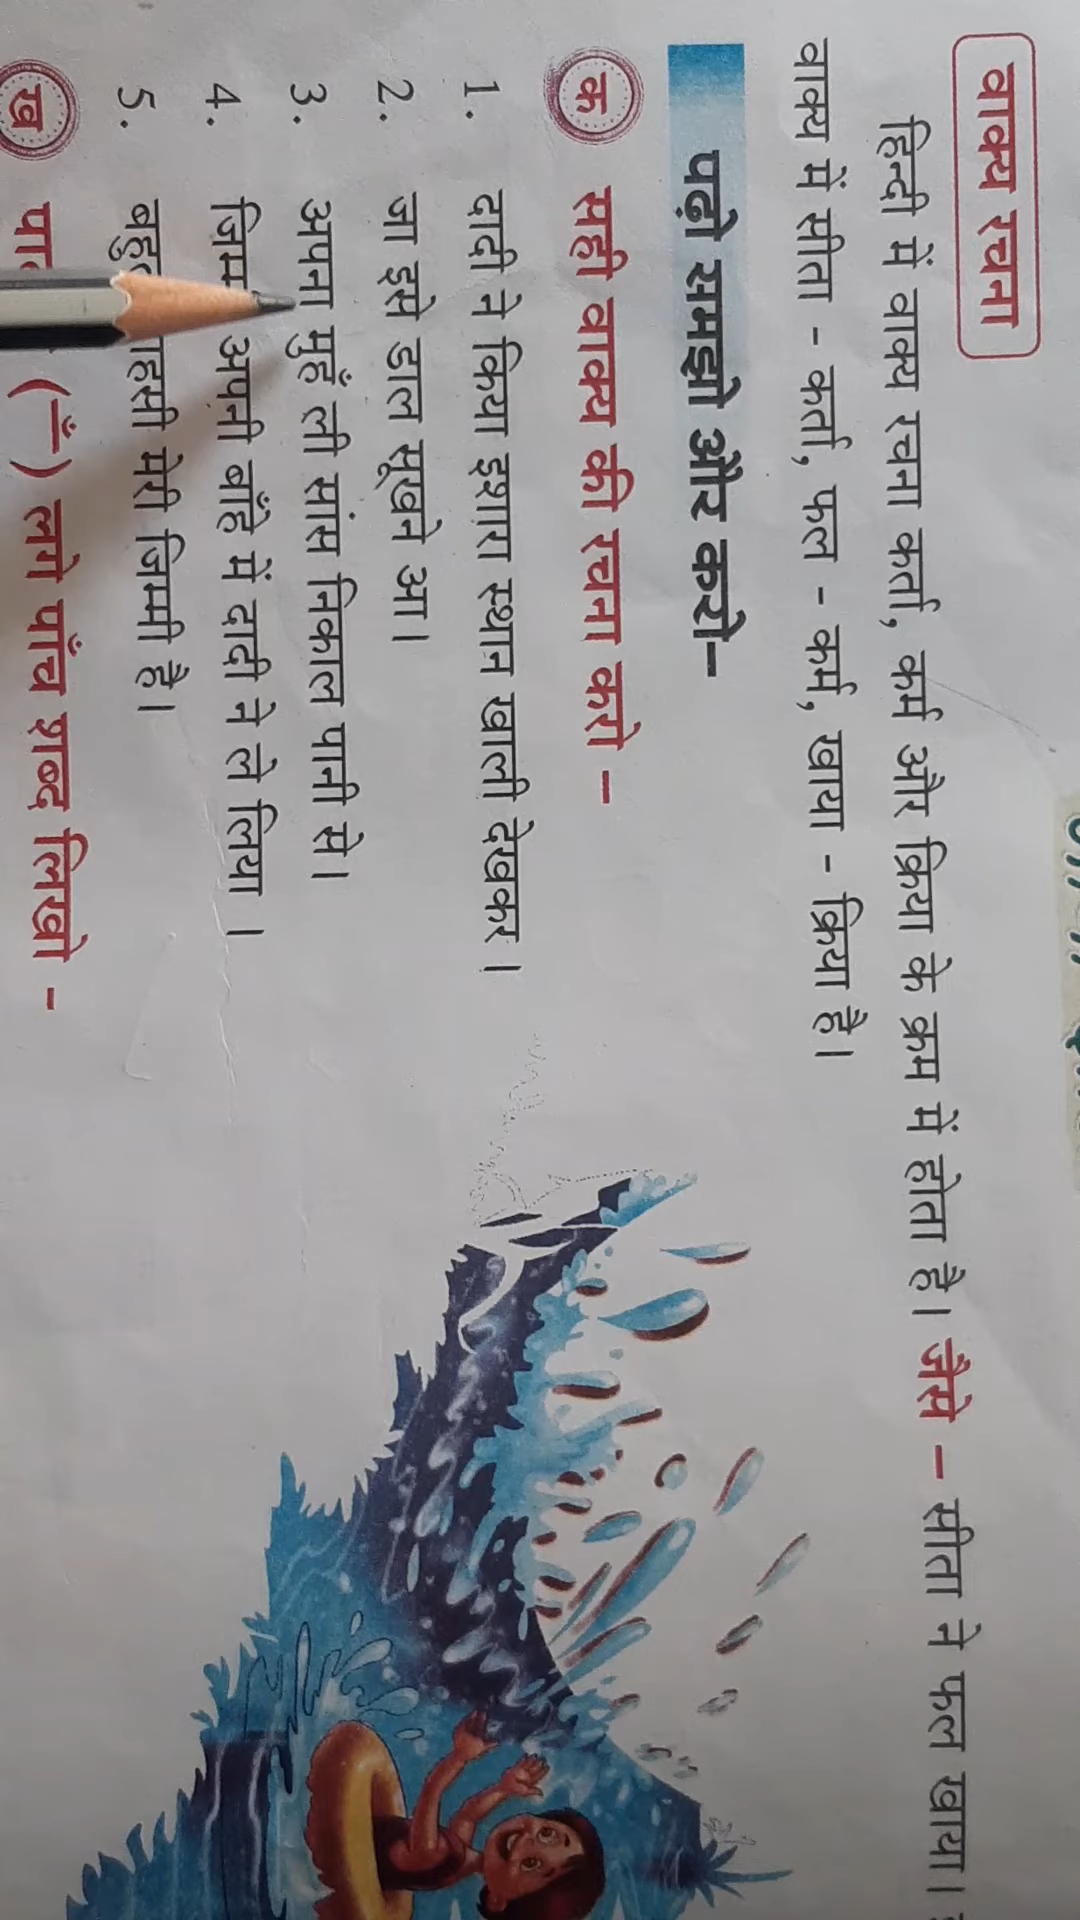 वाक्य रचना
हिन्दी में वाक्य रचना कर्ता, कर्म और क्रिया के क्रम में होता है। जैसे - सीता ने फल खाया।
वाक्य में सीता - कर्ता, फल - कर्म, खाया - क्रिया है।
पढ़ो समझो और करो-
क सही वाक्य की रचना करो -
1. दादी ने किया इशारा स्थान खाली देखकर ।
2. जा इसे डाल सूखने आ।
3. अपना मुहँ ली सांस निकाल पानी से।
4. अपनी बाँहे में दादी ने ले लिया ।
5. मेरी जिम्मी है।
ख (ँ) लगे पाँच शब्द लिखो -